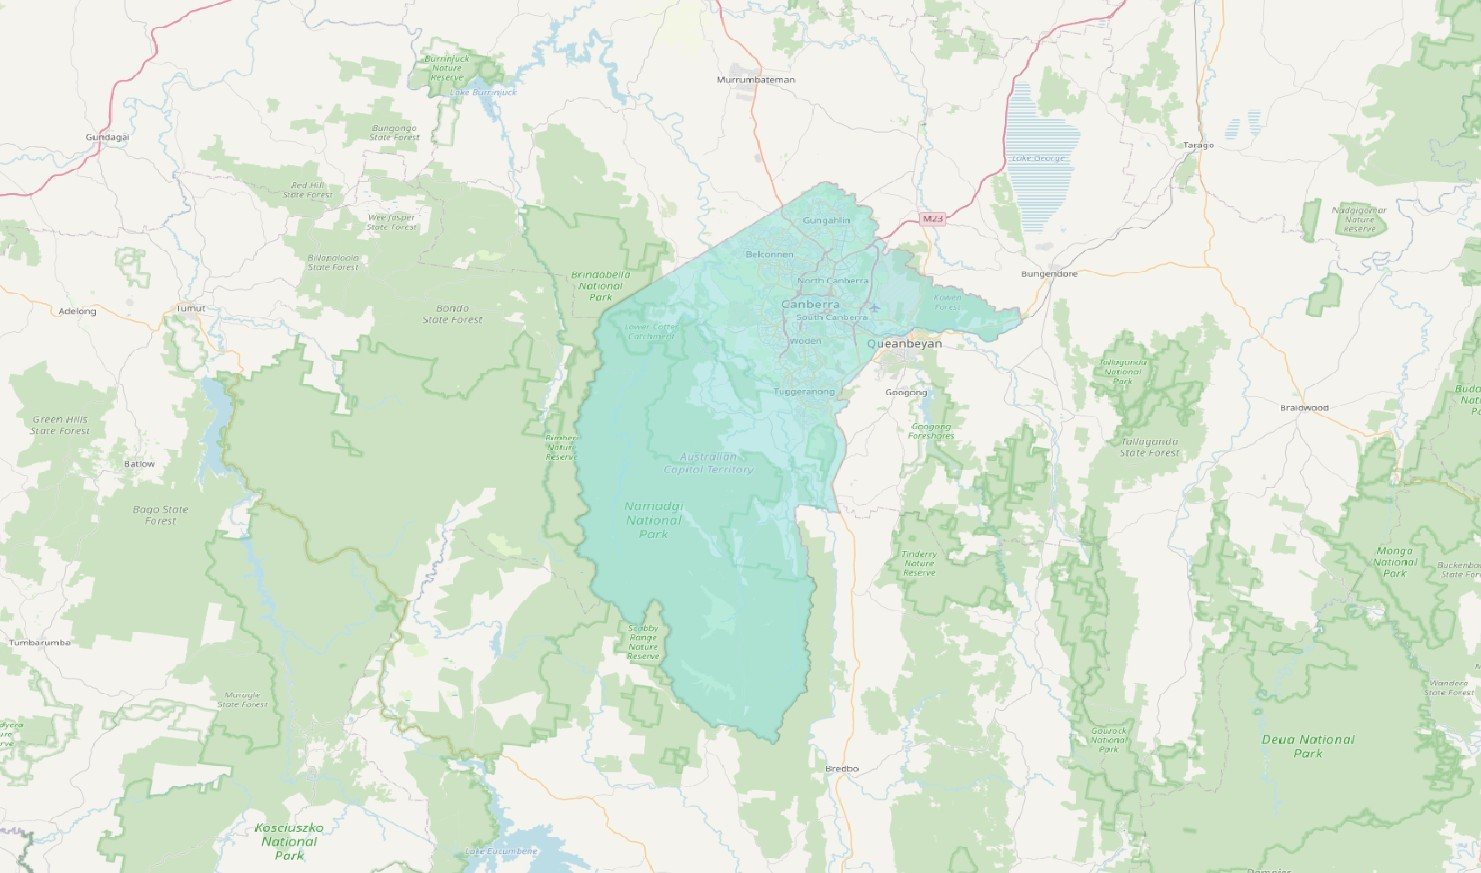 Burrinjuck
Nature
Reserve
Lake Burrinjuck
Murrumbateman
Gundagai
Bungongo
State Forest
Lake George
Tarago
Red Hill
State Forest
Wee Jasper
State Forest
Gungahlin
M23
Nadgigomar
Nature
Reserve
Billapaloola
State Forest
Belconnen
Brindabella
National
Park
North Canberra
Bungendore
Canberra
South Canberra
Kowen
Forest
Adelong
Tumut
Bondo
State Forest
Lower Cotter
Catchment
Woden
Queanbeyan
Tallaganda
National
Park
Tuggeranong
Googong
Braidwood
Green Hills
State Forest
Googong
Foreshores
Tallaganda
State Forest
Batlow
Australian
Capital Territory
Bago State
Forest
Namadgi
National
Park
Tinderry
Nature
Reserve
Monga
National
Park
Tumbarumba
Scabby
Range
Nature
Reserve
Gourock
National
Park
Deua National
Park
Bredbo
Kosciuszko
National
Park
Lake Eucumbene